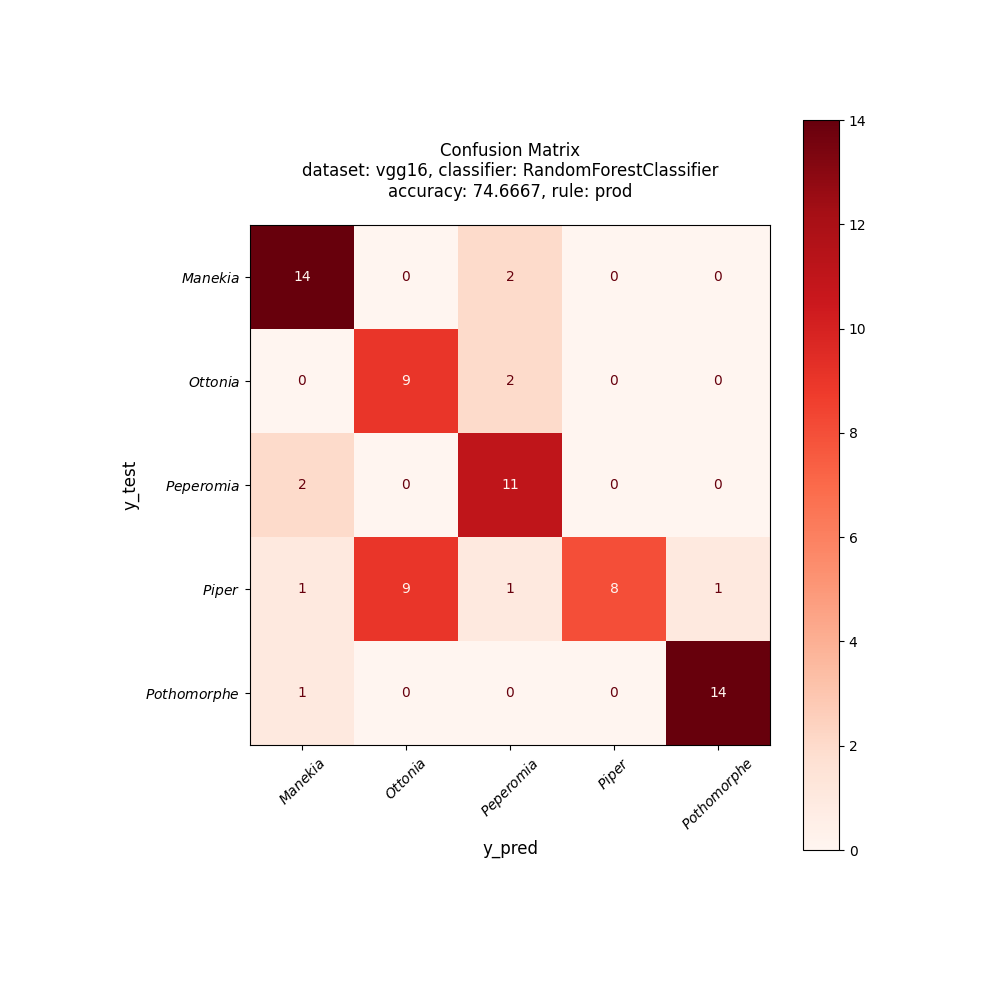 Confusion Matrix
dataset: vgg16, classifier: RandomForestClassifier
accuracy: 74.6667, rule: prod
14
12
10
8
6
4
2
0
y_test
Manekia 14 0 2 0 0
Ottonia 0 9 2 0 0
Peperomia 2 0 11 0 0
Piper 1 9 1 8 1
Pothomorphe 1 0 0 0 14
Manekia Ottonia Peperomia Piper Pothomorphe
y_pred